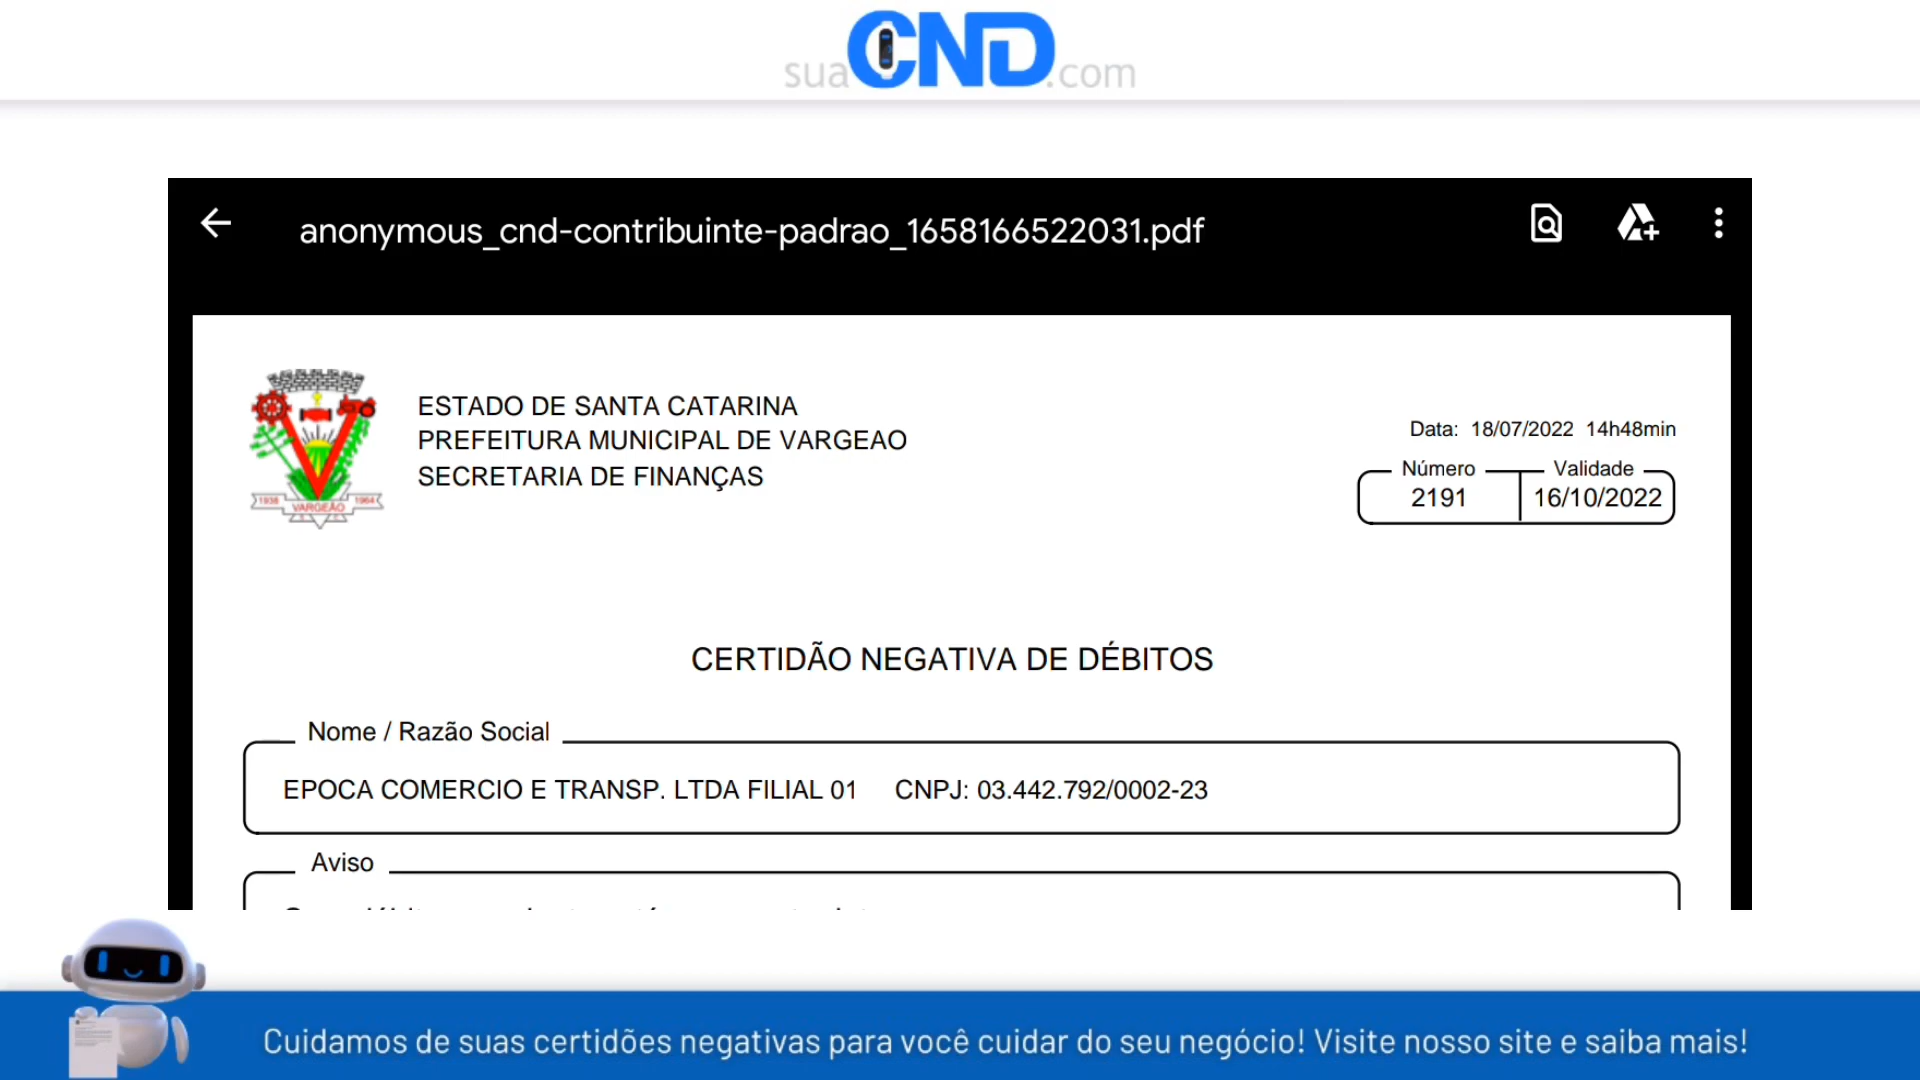 suaCND.com
anonymous_cnd-contribuinte-padrao_1658166522031.pdf
ESTADO DE SANTA CATARINA
PREFEITURA MUNICIPAL DE VARGEAO
SECRETARIA DE FINANÇAS
1938 VARGEÃO 1964
Data: 18/07/2022 14h48min
Número Validade
2191 16/10/2022
CERTIDÃO NEGATIVA DE DÉBITOS
Nome / Razão Social
EPOCA COMERCIO E TRANSP. LTDA FILIAL 01 CNPJ: 03.442.792/0002-23
Aviso
Cuidamos de suas certidões negativas para você cuidar do seu negócio! Visite nosso site e saiba mais!